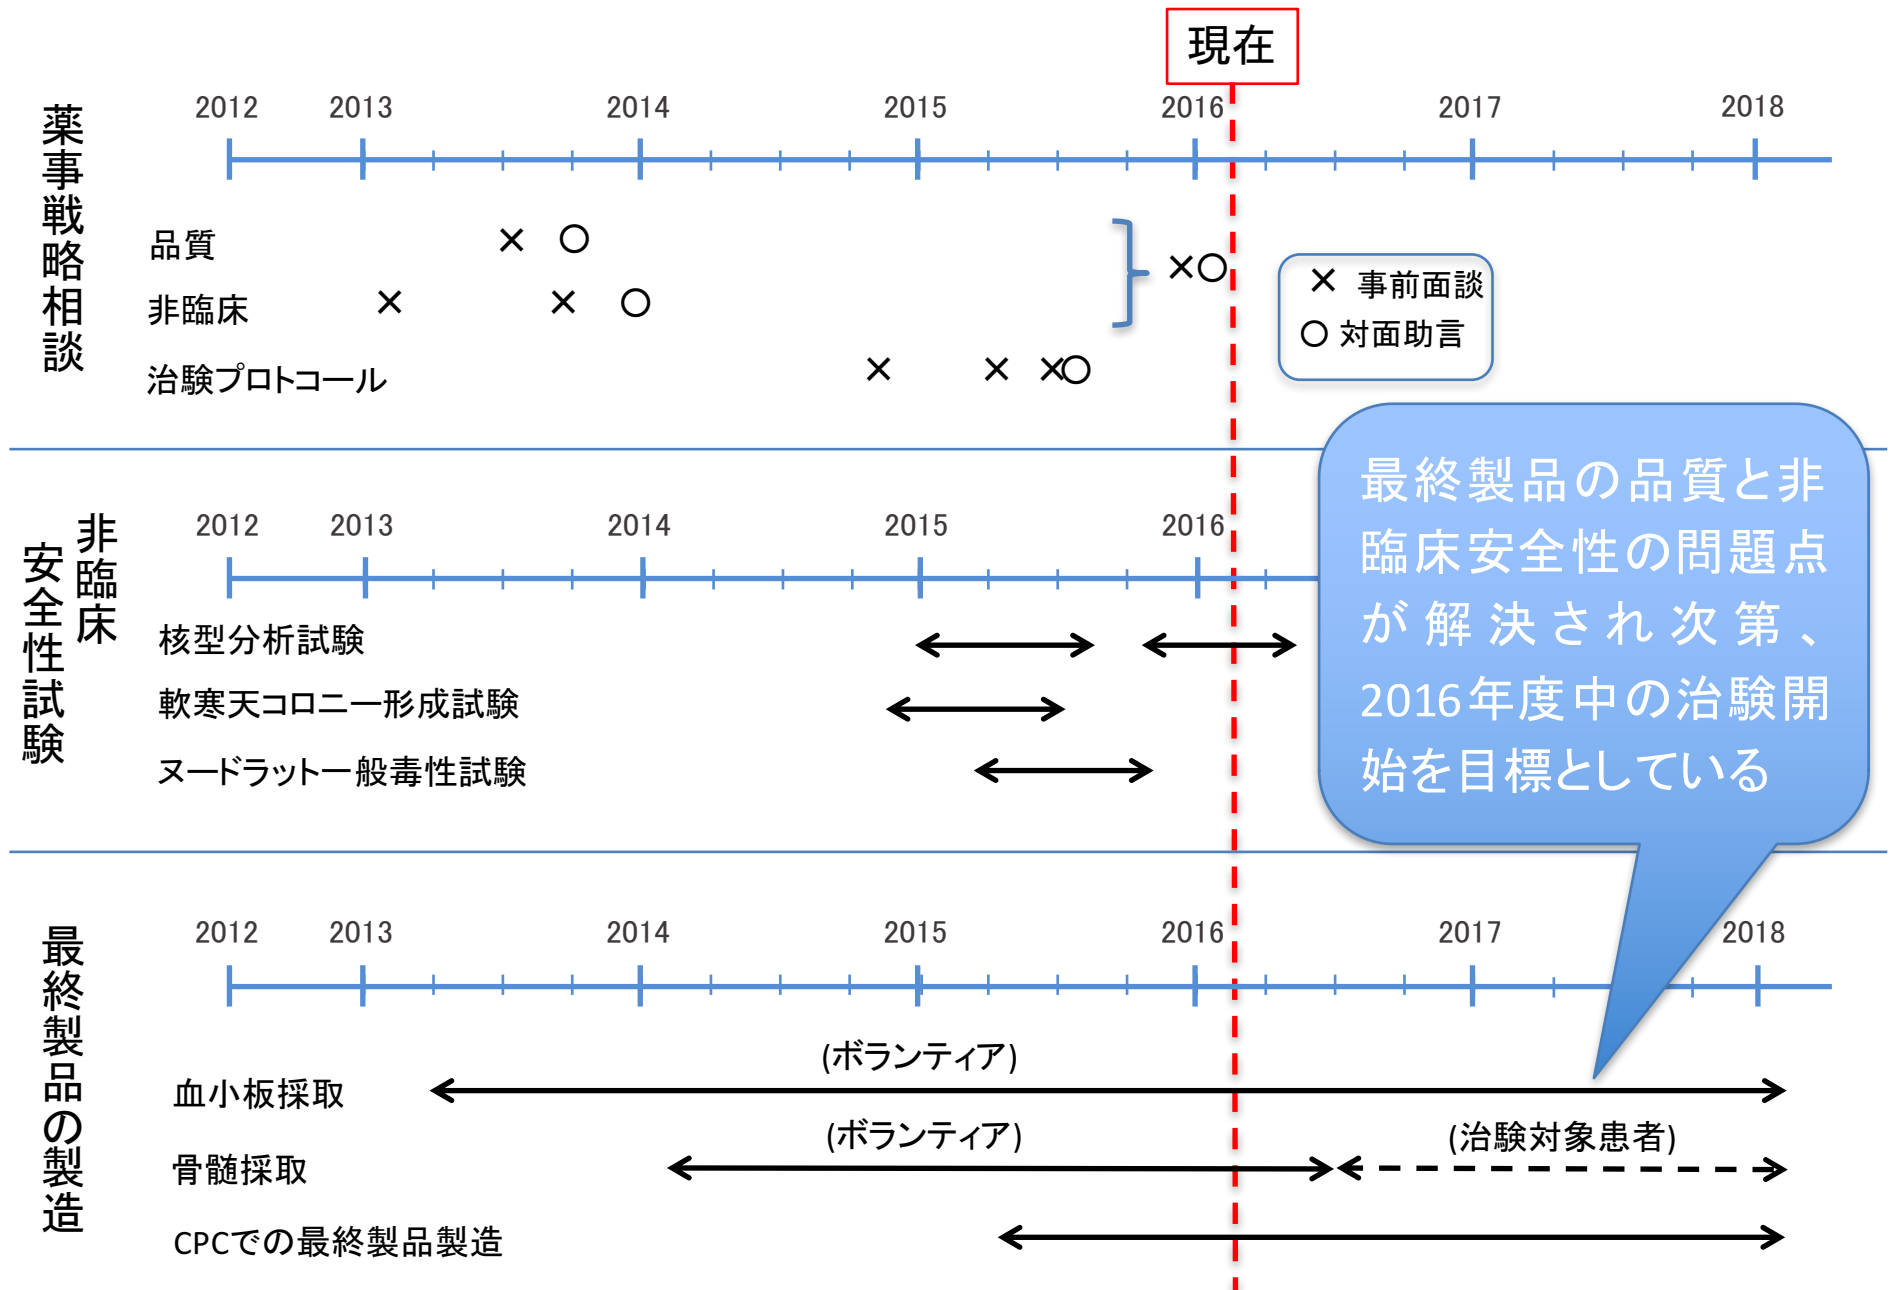 現在
薬事戦略相談
2012 2013 2014 2015 2016 2017 2018
品質 × ○
非臨床 × × ○
× ○
治験プロトコール × × ×○
× 事前面談
○ 対面助言
非臨床
安全性試験
2012 2013 2014 2015 2016
核型分析試験
軟寒天コロニー形成試験
ヌードラット一般毒性試験
最終製品の品質と非
臨床安全性の問題点
が解決され次第、
2016年度中の治験開
始を目標としている
最終製品の製造
2012 2013 2014 2015 2016 2017 2018
(ボランティア)
血小板採取
(ボランティア) (治験対象患者)
骨髄採取
CPCでの最終製品製造